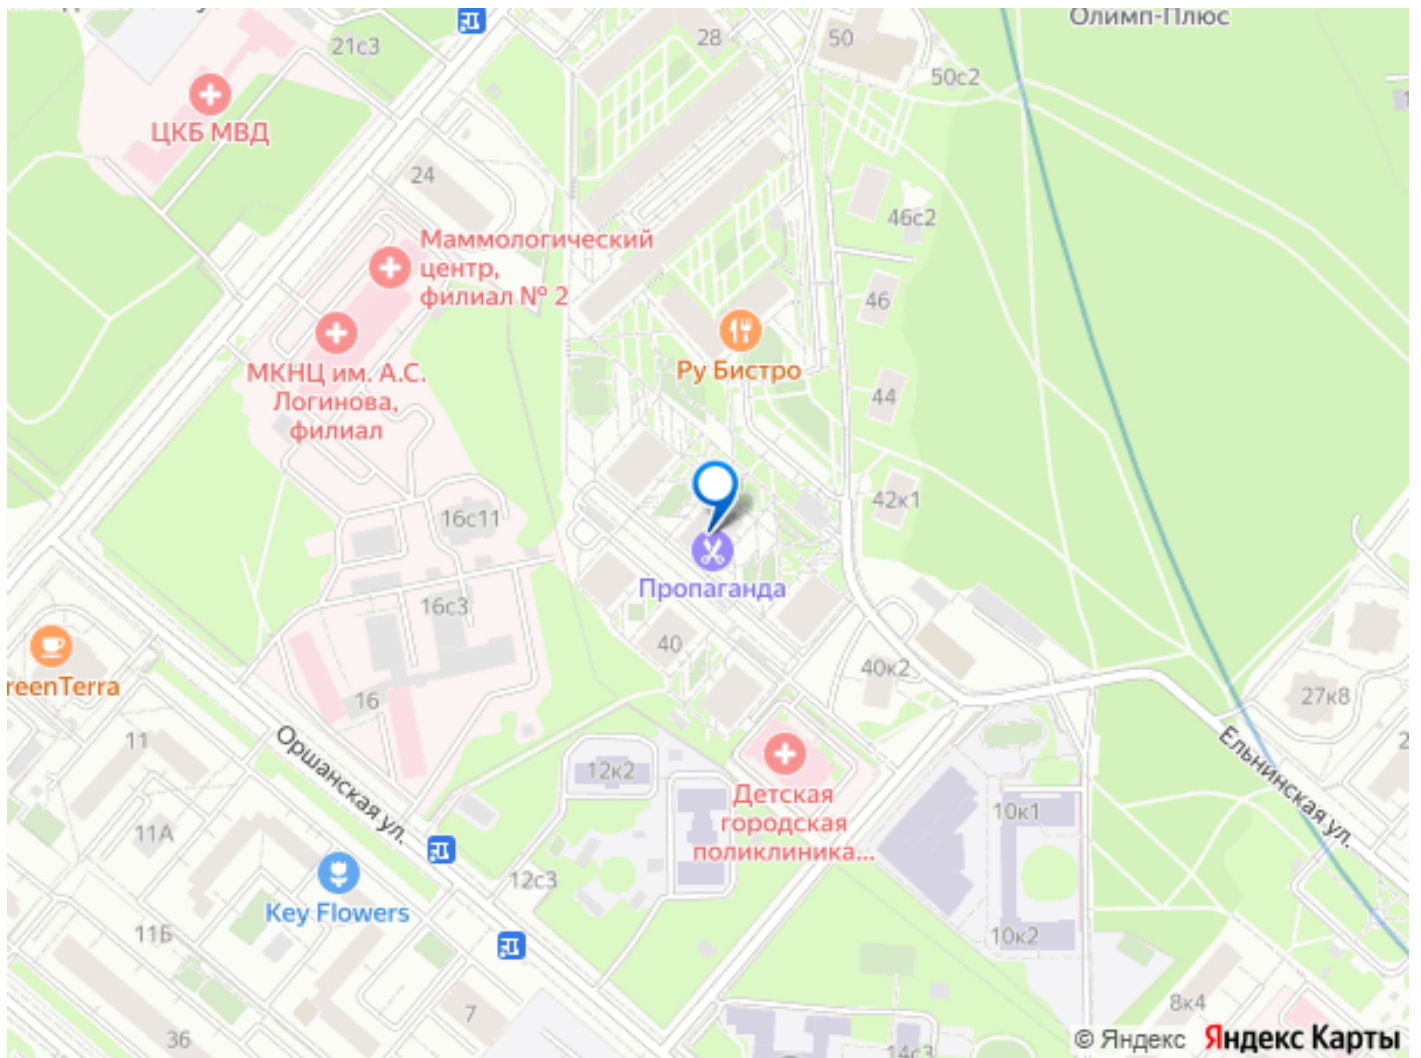 Олимп-Плюс
28
50
21с3
50с2
ЦКБ МВД
24
46с2
Маммологический
центр,
филиал № 2
46
Ру Бистро
МКНЦ им. А.С.
Логинова,
филиал
44
42к1
16с11
Пропаганда
16с3
40
40к2
reenTerra
16
27к8
11
Оршанская ул.
Ельнинская ул.
12к2
Детская
городская
поликлиника...
10к1
11А
12с3
Key Flowers
11Б
10к2
7
8к4
36
14с3
© Яндекс Яндекс Карты